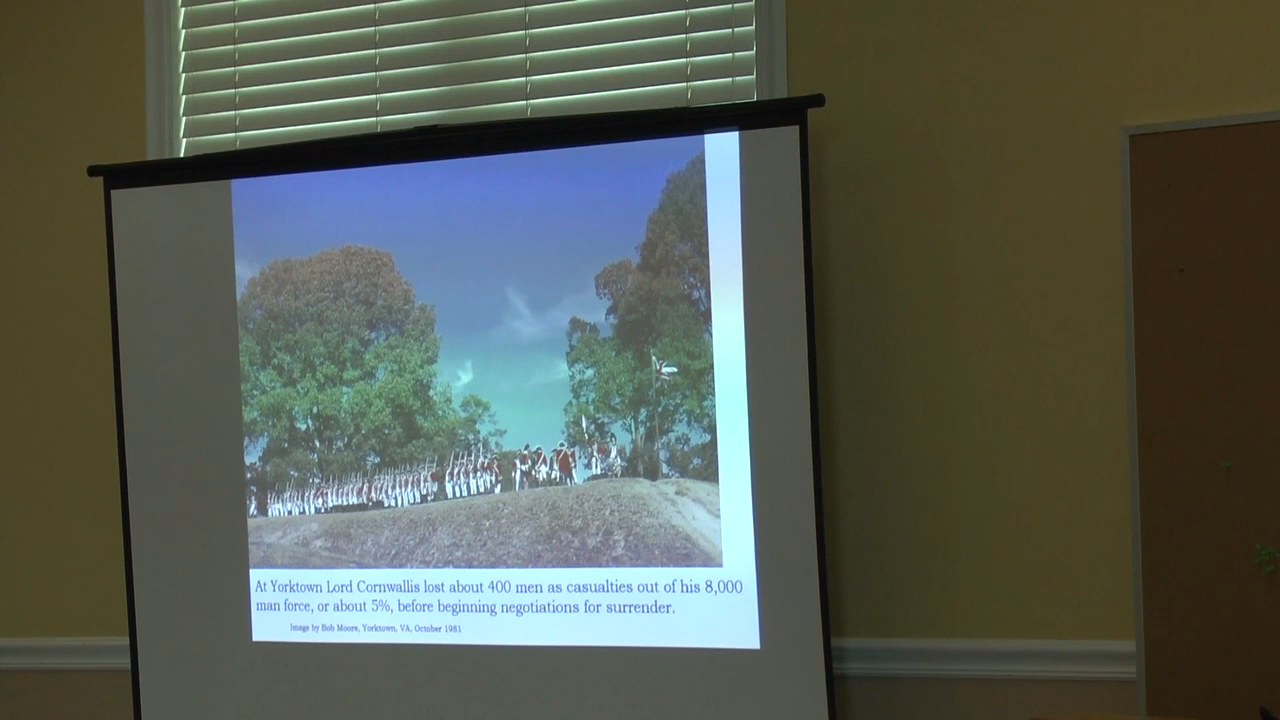 At Yorktown Lord Cornwallis lost about 400 men as casualties out of his 8,000
man force, or about 5%, before beginning negotiations for surrender.
Image by Bob Moore, Yorktown, VA, October 1981